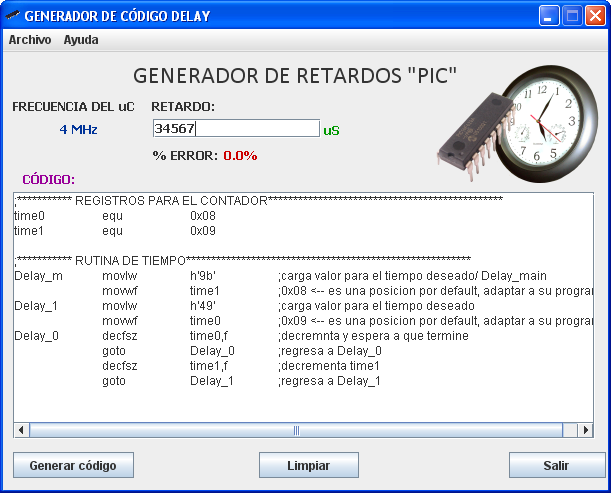 GENERADOR DE CÓDIGO DELAY
Archivo Ayuda
GENERADOR DE RETARDOS "PIC"
FRECUENCIA DEL uC RETARDO:
4 MHz 34567 uS
% ERROR: 0.0%
CÓDIGO:
;*********** REGISTROS PARA EL CONTADOR***********************************************
time0 equ 0x08
time1 equ 0x09
;*********** RUTINA DE TIEMPO*********************************************************
Delay_m movlw h'9b' ;carga valor para el tiempo deseado/ Delay_main
movwf time1 ;0x08 <-- es una posicion por default, adaptar a su progra
Delay_1 movlw h'49' ;carga valor para el tiempo deseado
movwf time0 ;0x09 <-- es una posicion por default, adaptar a su progra
Delay_0 decfsz time0,f ;decremnta y espera a que termine
goto Delay_0 ;regresa a Delay_0
decfsz time1,f ;decrementa time1
goto Delay_1 ;regresa a Delay_1
Generar código Limpiar Salir